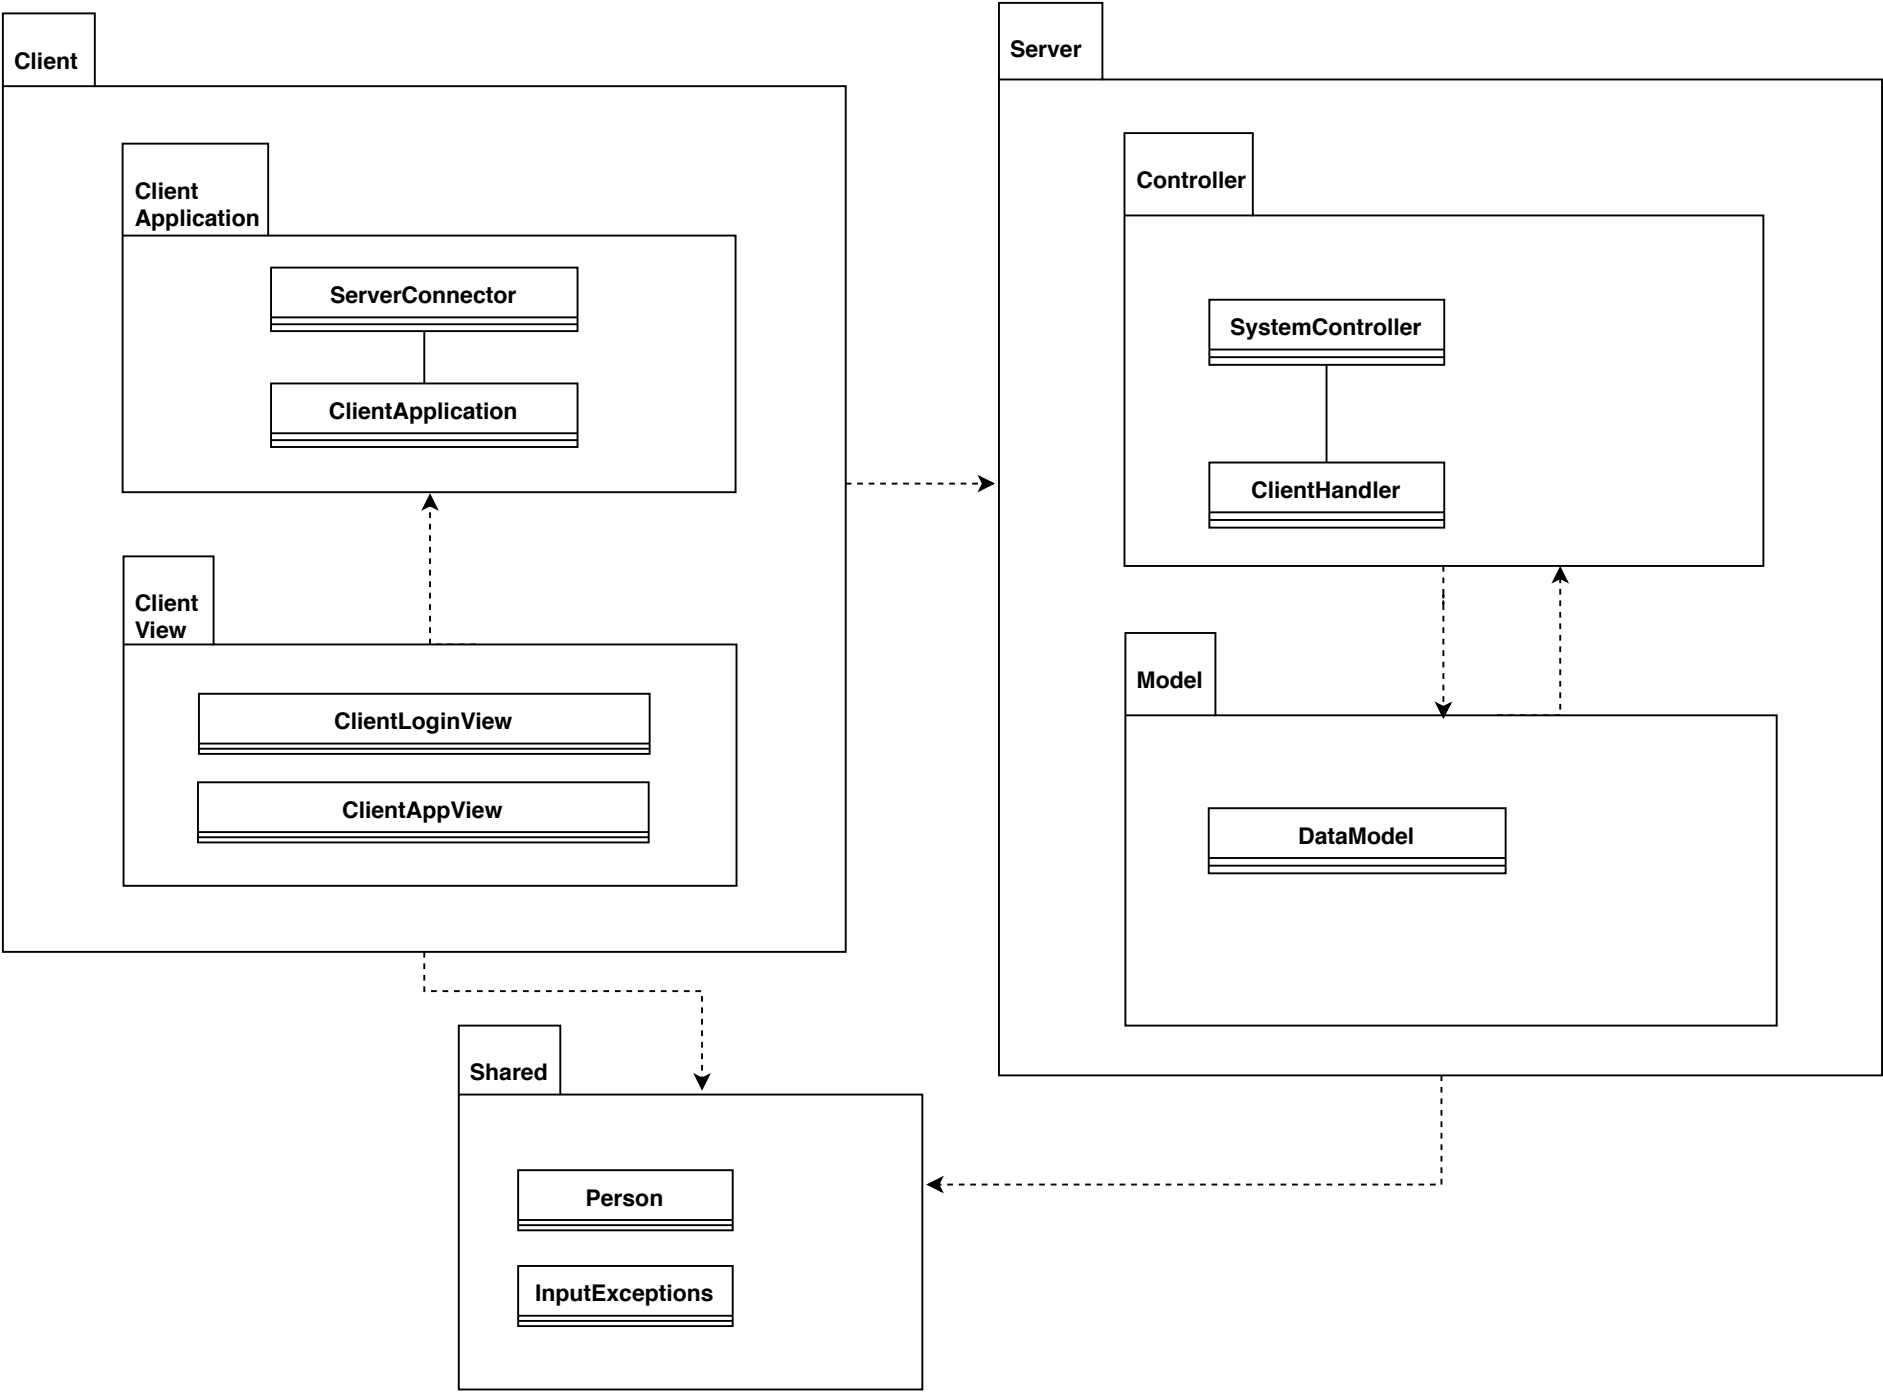 Client
Client
Application
ServerConnector
ClientApplication
Client
View
ClientLoginView
ClientAppView
Server
Controller
SystemController
ClientHandler
Model
DataModel
Shared
Person
InputExceptions